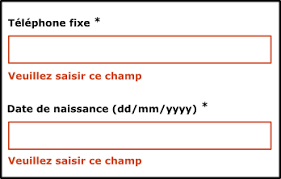 Téléphone fixe *
Veuillez saisir ce champ
Date de naissance (dd/mm/yyyy) *
Veuillez saisir ce champ